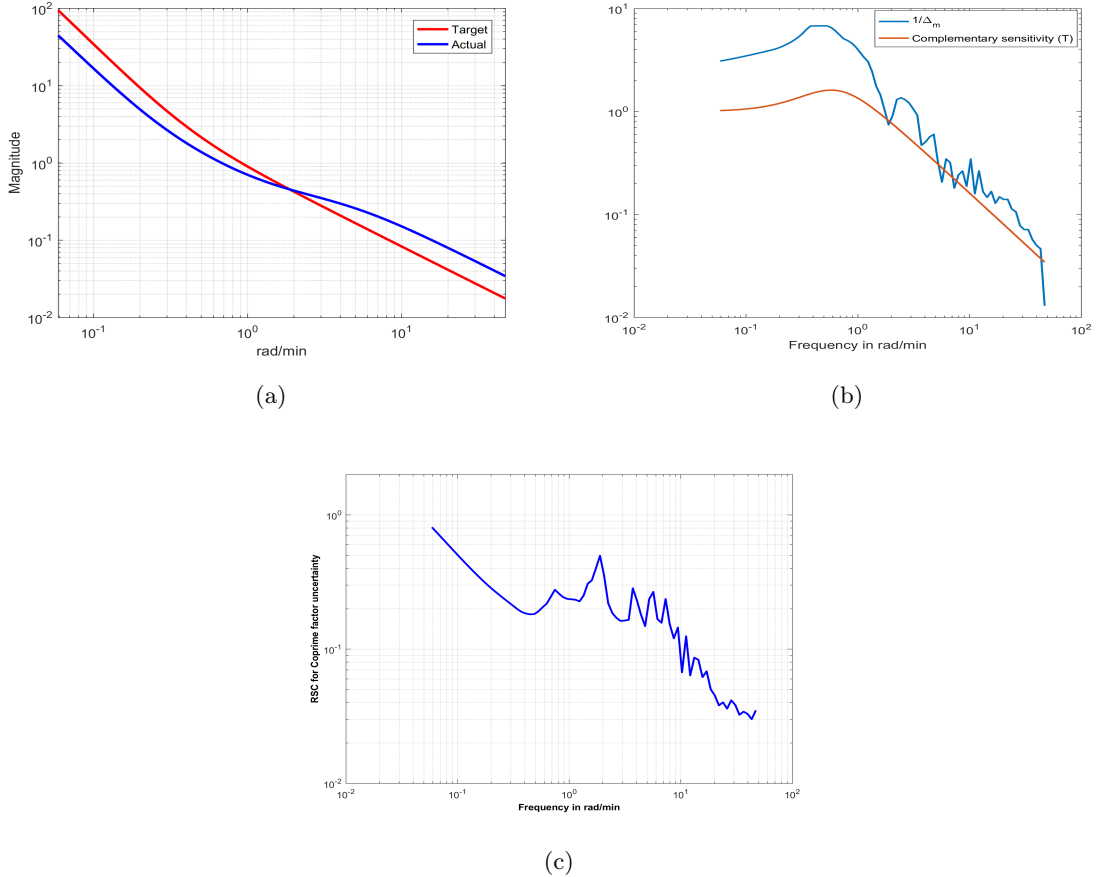 10^2
10^1
10^0
10^-1
10^-2
Magnitude
10^-1
10^0
10^1
rad/min
Target
Actual
(a)
10^1
10^0
10^-1
10^-2
10^-2
10^-1
10^0
10^1
10^2
Frequency in rad/min
1/Δ_m
Complementary sensitivity (T)
(b)
10^0
10^-1
10^-2
RSC for Coprime factor uncertainty
10^-2
10^-1
10^0
10^1
10^2
Frequency in rad/min
(c)